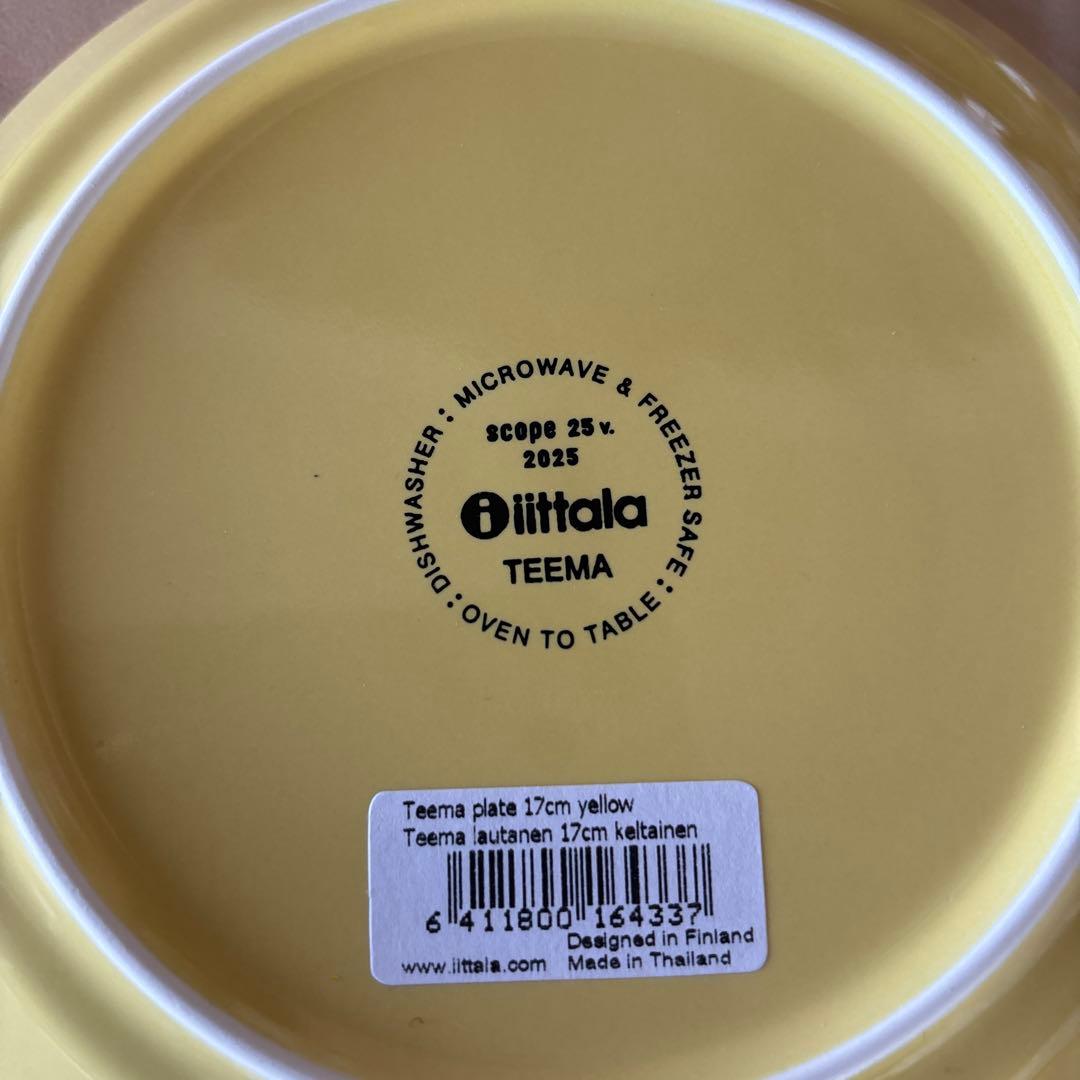 DISHWASHER : MICROWAVE & FREEZER SAFE : OVEN TO TABLE :
scope 25 v.
2025
i iittala
TEEMA
Teema plate 17cm yellow
Teema lautanen 17cm keltainen
6 411800 164337
Designed in Finland
www.iittala.com Made in Thailand